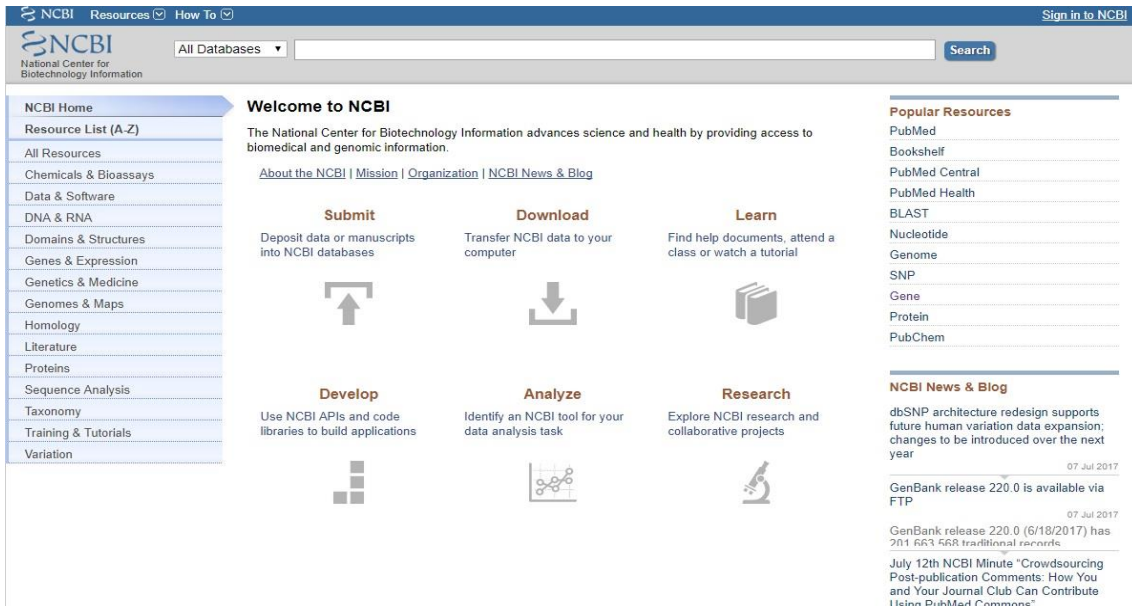 NCBI Resources How To Sign in to NCBI
NCBI
National Center for
Biotechnology Information
All Databases Search
NCBI Home
Resource List (A-Z)
All Resources
Chemicals & Bioassays
Data & Software
DNA & RNA
Domains & Structures
Genes & Expression
Genetics & Medicine
Genomes & Maps
Homology
Literature
Proteins
Sequence Analysis
Taxonomy
Training & Tutorials
Variation
Welcome to NCBI
The National Center for Biotechnology Information advances science and health by providing access to
biomedical and genomic information.
About the NCBI | Mission | Organization | NCBI News & Blog
Submit
Deposit data or manuscripts
into NCBI databases
Download
Transfer NCBI data to your
computer
Learn
Find help documents, attend a
class or watch a tutorial
Develop
Use NCBI APIs and code
libraries to build applications
Analyze
Identify an NCBI tool for your
data analysis task
Research
Explore NCBI research and
collaborative projects
Popular Resources
PubMed
Bookshelf
PubMed Central
PubMed Health
BLAST
Nucleotide
Genome
SNP
Gene
Protein
PubChem
NCBI News & Blog
dbSNP architecture redesign supports
future human variation data expansion;
changes to be introduced over the next
year
07 Jul 2017
GenBank release 220.0 is available via
FTP
07 Jul 2017
GenBank release 220.0 (6/18/2017) has
201,663,568 traditional records
July 12th NCBI Minute “Crowdsourcing
Post-publication Comments: How You
and Your Journal Club Can Contribute
Using PubMed Commons”